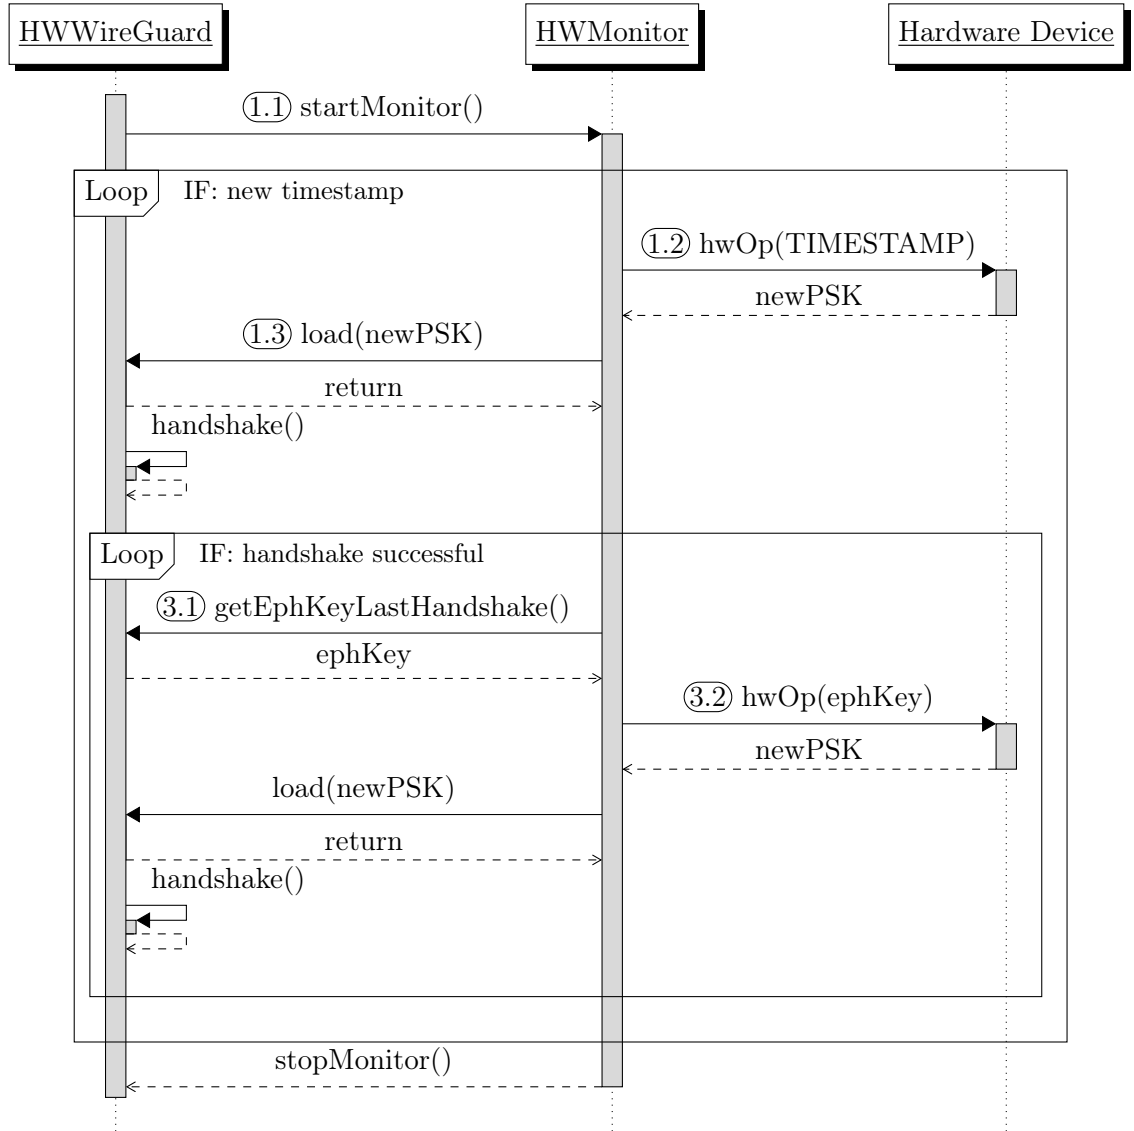 HWWireGuard
HWMonitor
Hardware Device
1.1 startMonitor()
Loop IF: new timestamp
1.2 hwOp(TIMESTAMP)
newPSK
1.3 load(newPSK)
return
handshake()
Loop IF: handshake successful
3.1 getEphKeyLastHandshake()
ephKey
3.2 hwOp(ephKey)
newPSK
load(newPSK)
return
handshake()
stopMonitor()